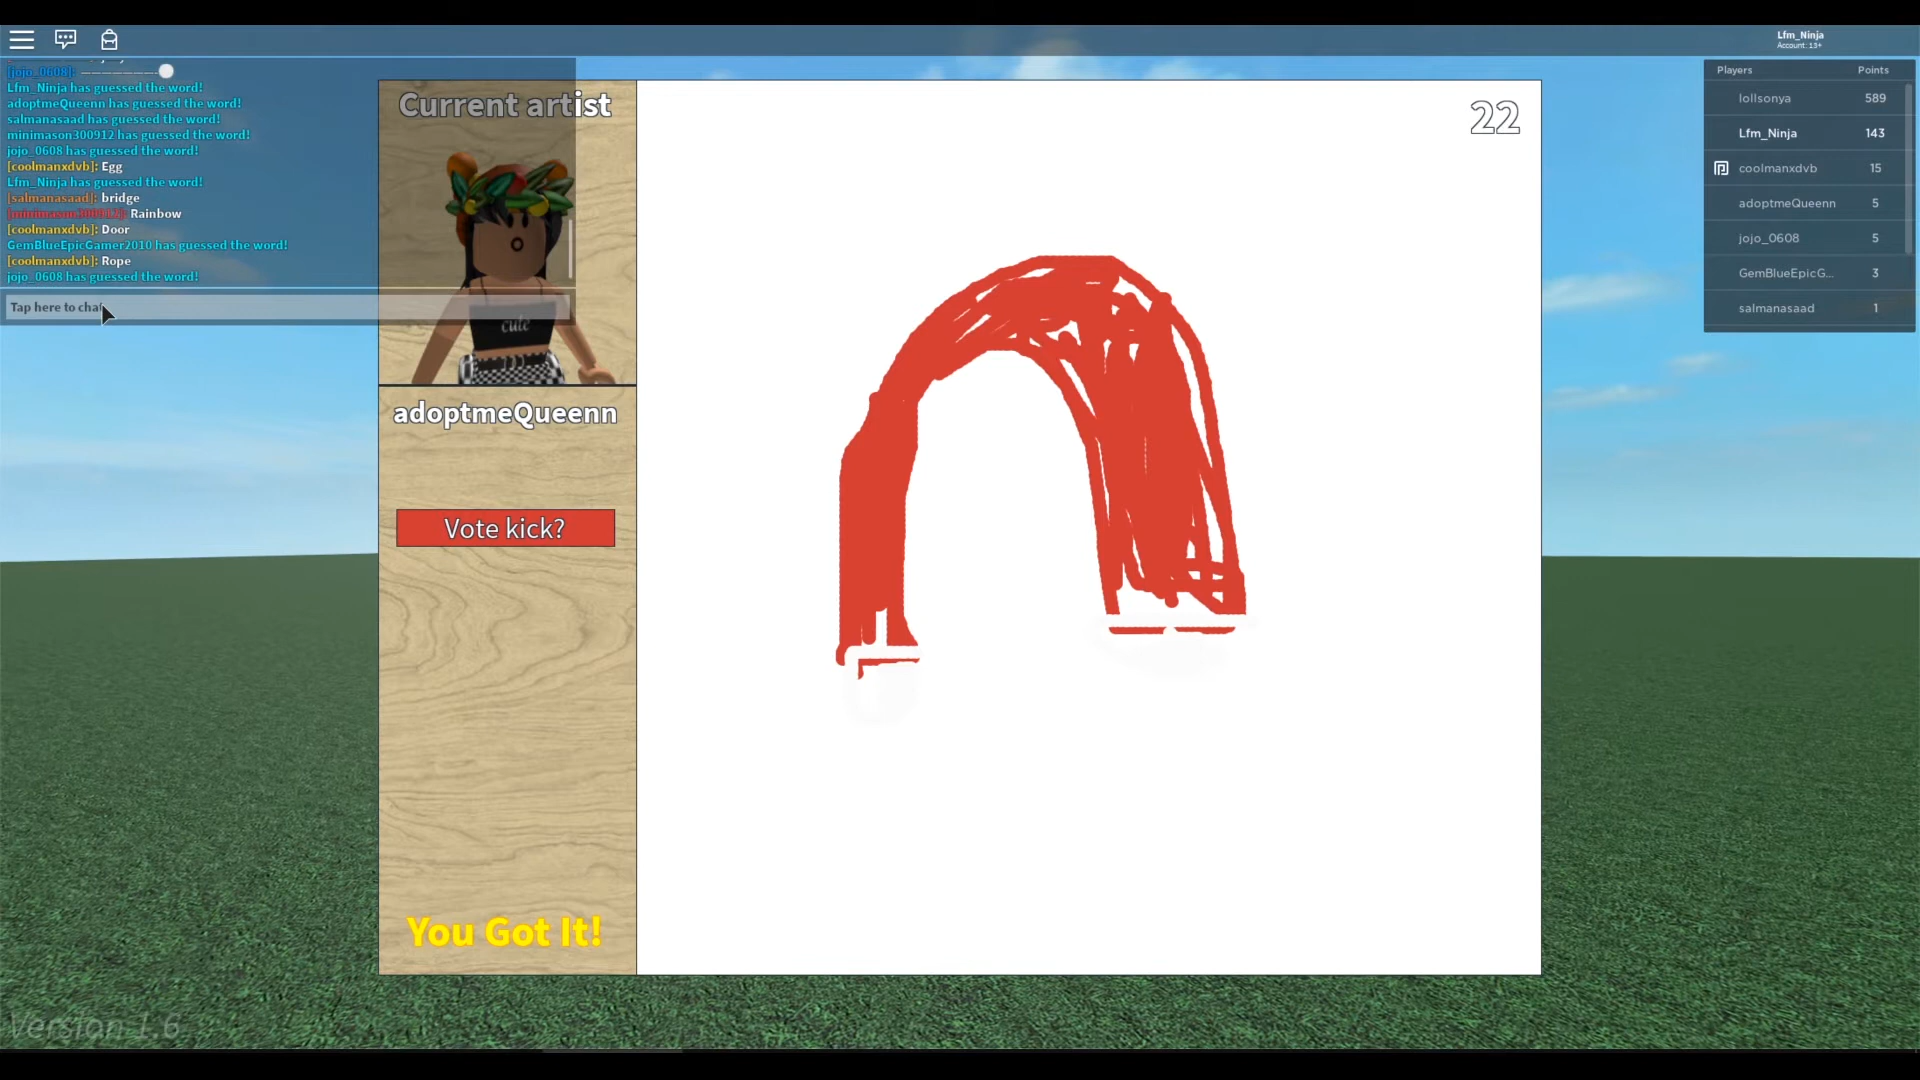 Lfm_Ninja
Account: 13+
[jojo_0608]:
Lfm_Ninja has guessed the word!
adoptmeQueenn has guessed the word!
salmanasaad has guessed the word!
minimason300912 has guessed the word!
jojo_0608 has guessed the word!
[coolmanxdvb]: Egg
Lfm_Ninja has guessed the word!
[salmanasaad]: bridge
[minimason300912]: Rainbow
[coolmanxdvb]: Door
GemBlueEpicGamer2010 has guessed the word!
[coolmanxdvb]: Rope
jojo_0608 has guessed the word!
Tap here to chat
Current artist
cute
adoptmeQueenn
Vote kick?
You Got It!
22
Players Points
lollsonya 589
Lfm_Ninja 143
coolmanxdvb 15
adoptmeQueenn 5
jojo_0608 5
GemBlueEpicG... 3
salmanasaad 1
Version 1.6